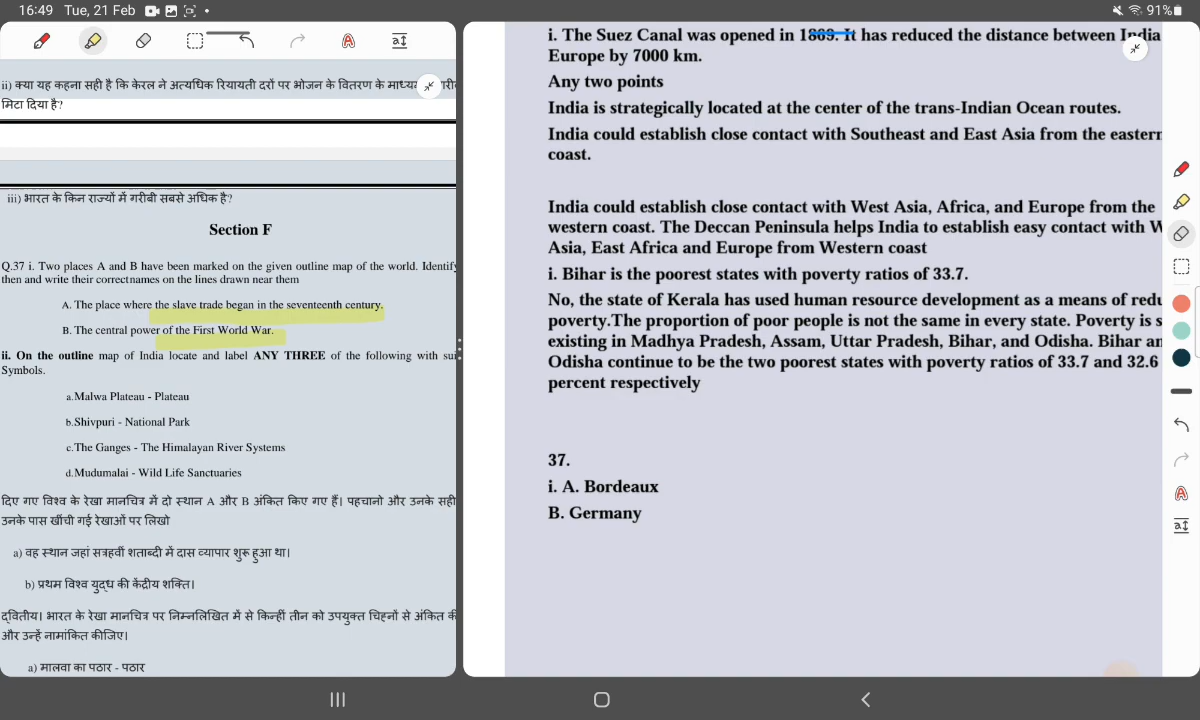 16:49 Tue, 21 Feb
91%
ii) क्या यह कहना सही है कि केरल ने अत्यधिक रियायती दरों पर भोजन के वितरण के
मिटा दिया है?
iii) भारत के किन राज्यों में गरीबी सबसे अधिक है?
Section F
Q.37 i. Two places A and B have been marked on the given outline map of the world. Identify
then and write their correctnames on the lines drawn near them
A. The place where the slave trade began in the seventeenth century.
B. The central power of the First World War.
ii. On the outline map of India locate and label ANY THREE of the following with
Symbols.
a.Malwa Plateau - Plateau
b.Shivpuri - National Park
c.The Ganges - The Himalayan River Systems
d.Mudumalai - Wild Life Sanctuaries
दिए गए विश्व के रेखा मानचित्र में दो स्थान A और B अंकित किए गए हैं। पहचानो और उनके सही
उनके पास खींची गई रेखाओं पर लिखो
a) वह स्थान जहां सत्रहवीं शताब्दी में दास व्यापार शुरू हुआ था।
b) प्रथम विश्व युद्ध की केंद्रीय शक्ति।
द्वितीय। भारत के रेखा मानचित्र पर निम्नलिखित में से किन्हीं तीन को उपयुक्त चिह्नों से अंकित
और उन्हें नामांकित कीजिए।
a) मालवा का पठार - पठार
i. The Suez Canal was opened in 1869. It has reduced the distance between India
Europe by 7000 km.
Any two points
India is strategically located at the center of the trans-Indian Ocean routes.
India could establish close contact with Southeast and East Asia from the eastern
coast.
India could establish close contact with West Asia, Africa, and Europe from the
western coast. The Deccan Peninsula helps India to establish easy contact with
Asia, East Africa and Europe from Western coast
i. Bihar is the poorest states with poverty ratios of 33.7.
No, the state of Kerala has used human resource development as a means of
poverty.The proportion of poor people is not the same in every state. Poverty is
existing in Madhya Pradesh, Assam, Uttar Pradesh, Bihar, and Odisha. Bihar
Odisha continue to be the two poorest states with poverty ratios of 33.7 and 32.6
percent respectively
37.
i. A. Bordeaux
B. Germany